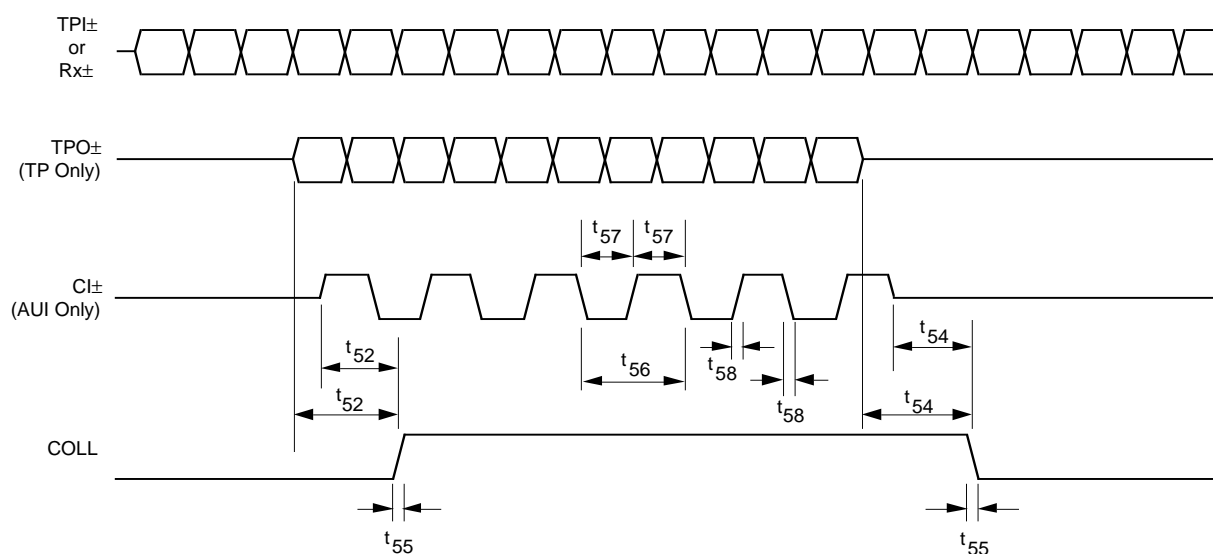 TPI±
or
Rx±
TPO±
(TP Only)
t57 t57
CI±
(AUI Only)
t52 t56 t58 t54
t52 t58 t54
COLL
t55 t55